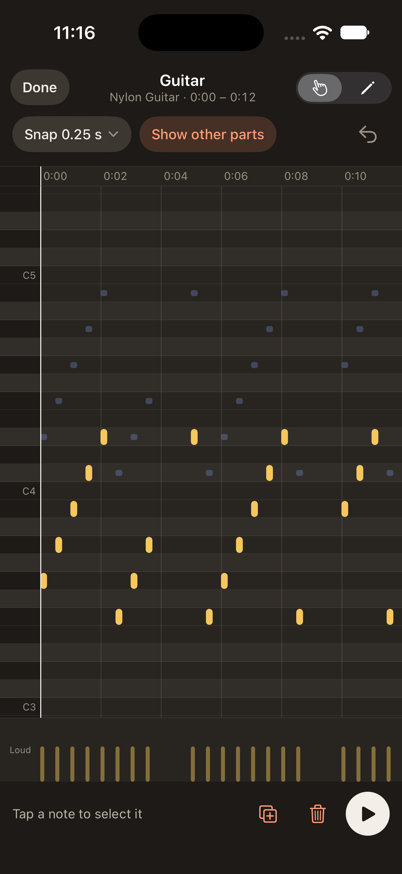 11:16
Done
Guitar
Nylon Guitar · 0:00 – 0:12
Snap 0.25 s
Show other parts
0:00 0:02 0:04 0:06 0:08 0:10
C5
C4
C3
Loud
Tap a note to select it